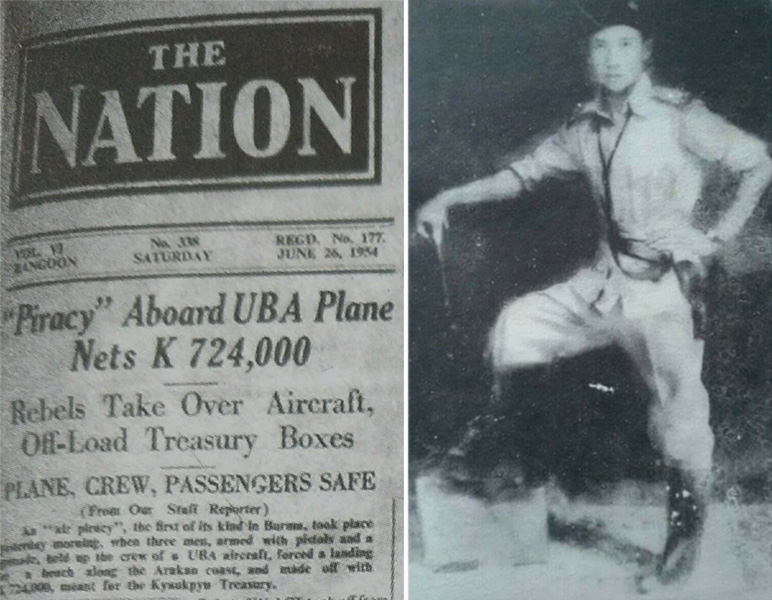 THE
NATION
VOL. VI
RANGOON
No. 338
SATURDAY
REGD. No. 177.
JUNE 26, 1954
"Piracy" Aboard UBA Plane
Nets K 724,000
Rebels Take Over Aircraft,
Off-Load Treasury Boxes
PLANE, CREW, PASSENGERS SAFE
(From Our Staff Reporter)
An "air piracy", the first of its kind in Burma, took place
yesterday morning, when three men, armed with pistols and a
grenade, held up the crew of a UBA aircraft, forced a landing
a beach along the Arakan coast, and made off with
724,000, meant for the Kyaukpyu Treasury.